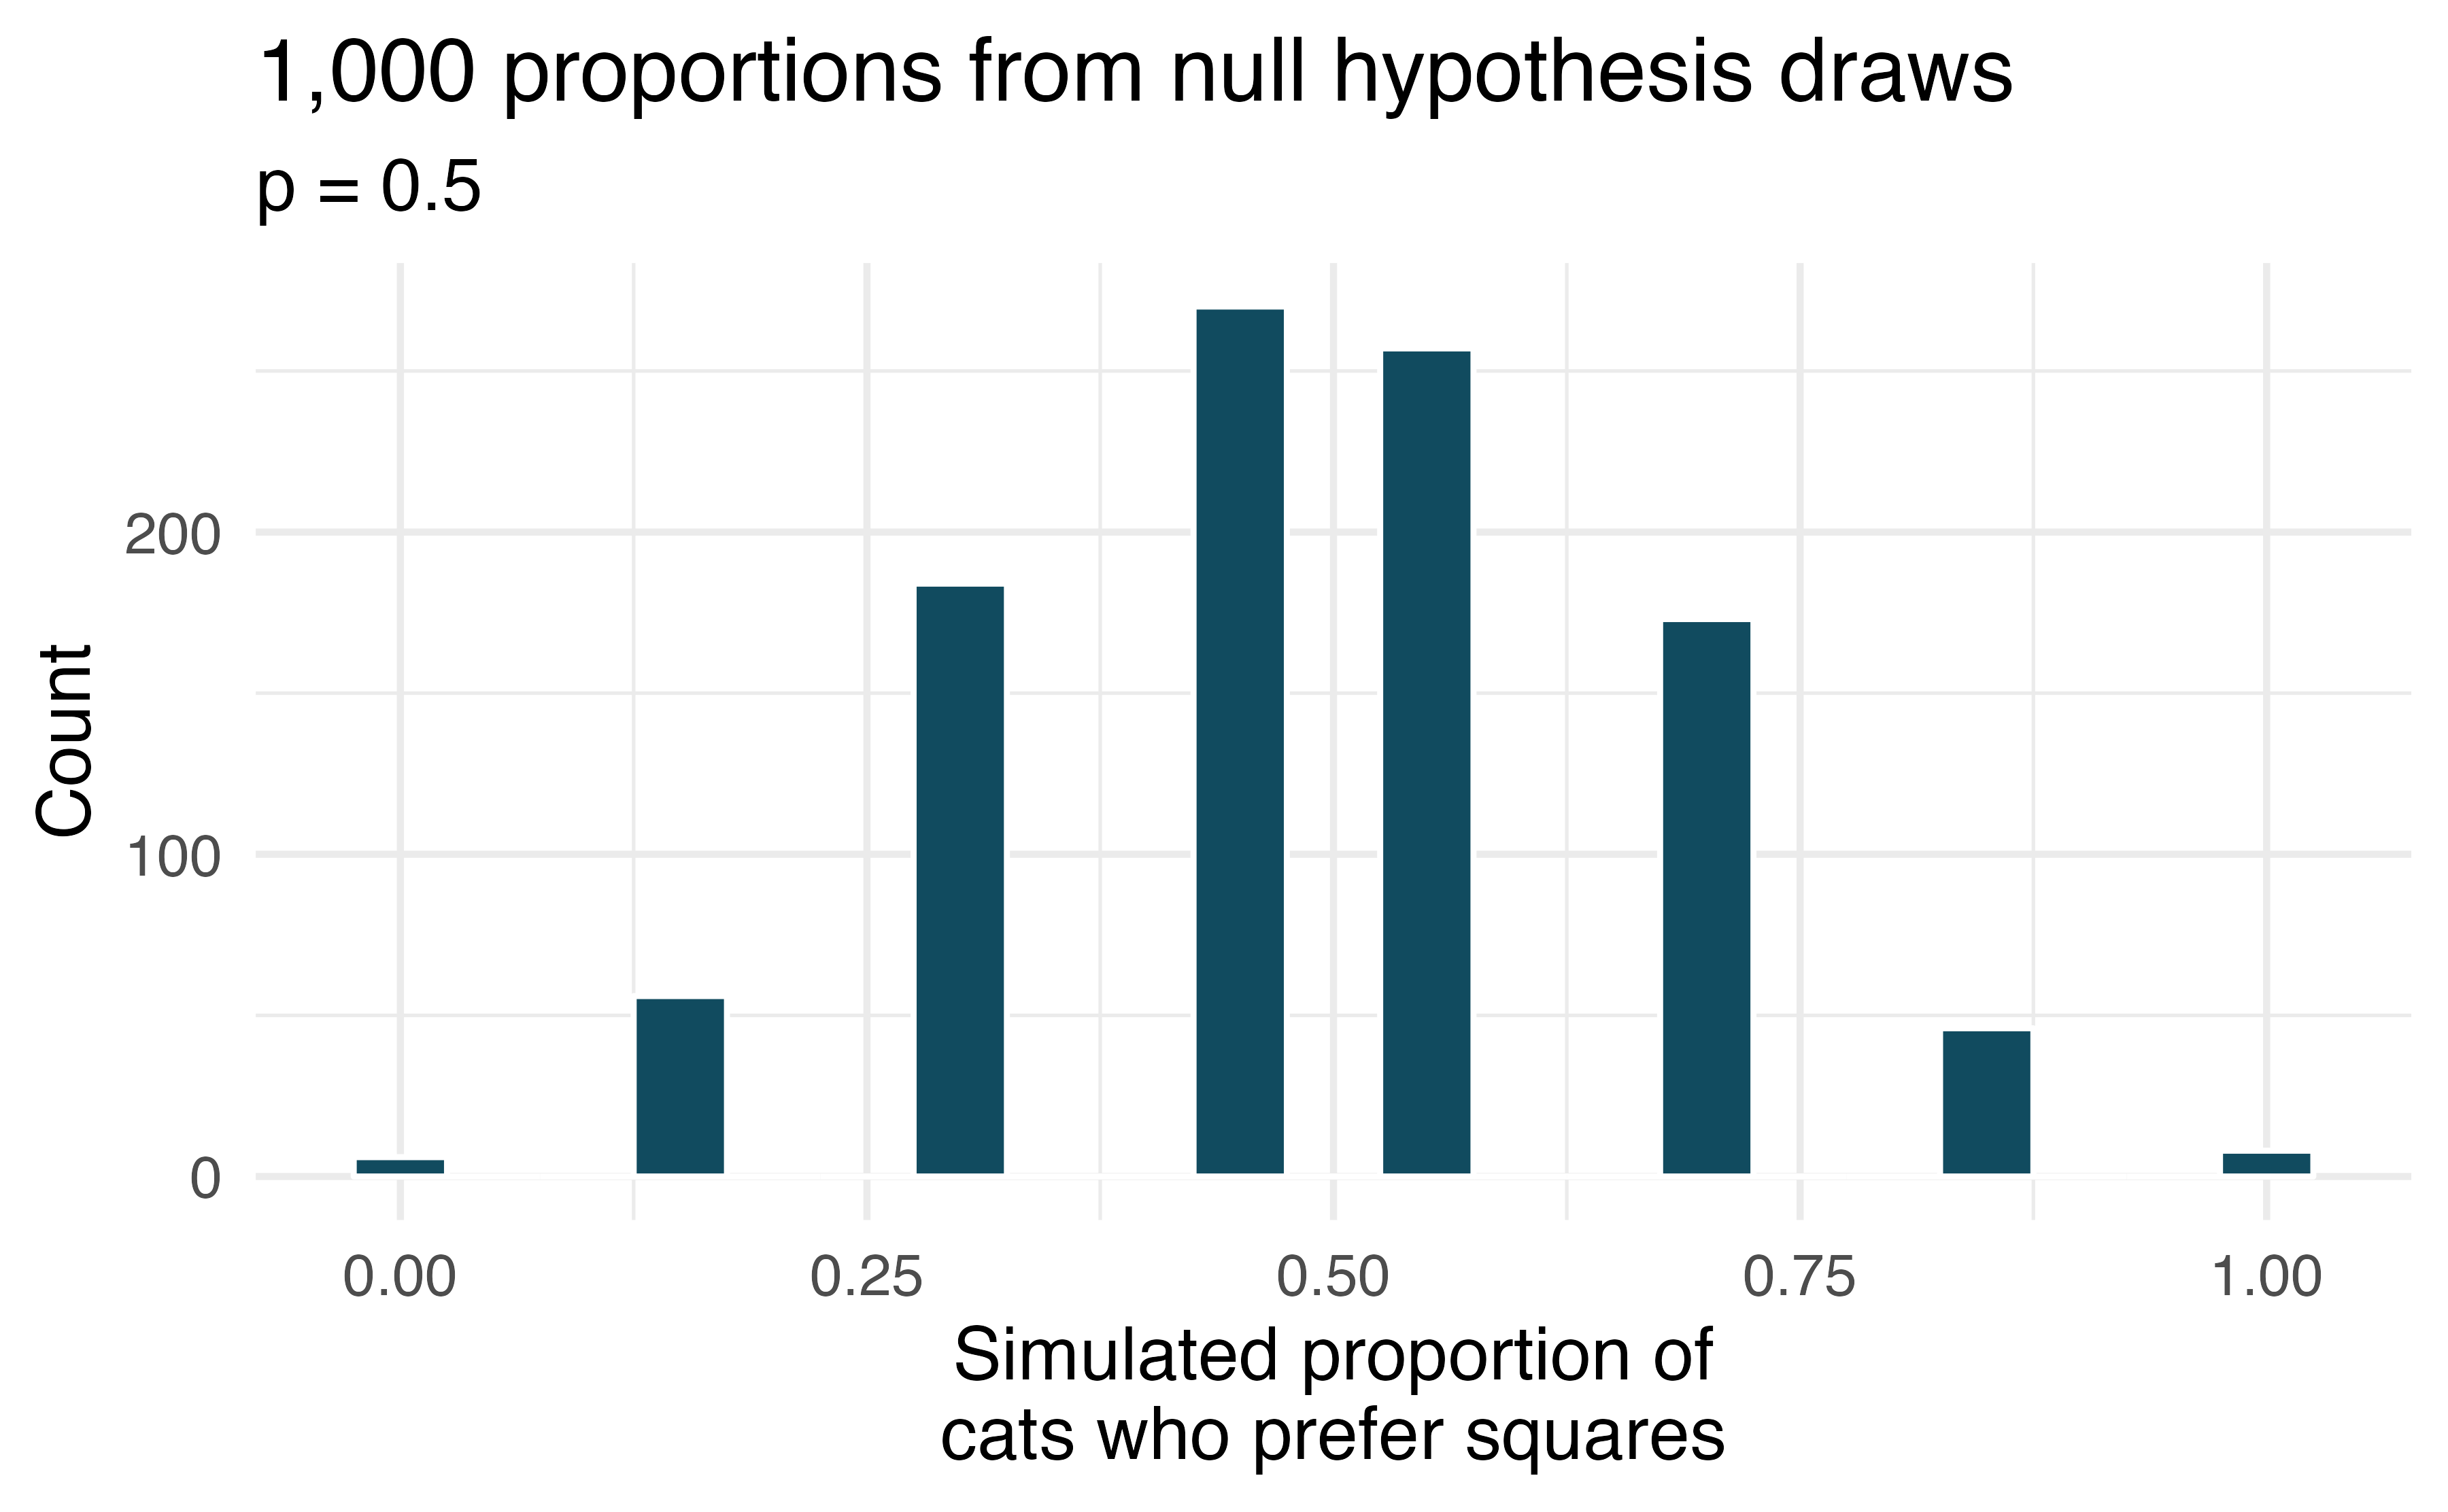 1,000 proportions from null hypothesis draws
p = 0.5
Count
200
100
0
0.00 0.25 0.50 0.75 1.00
Simulated proportion of
cats who prefer squares